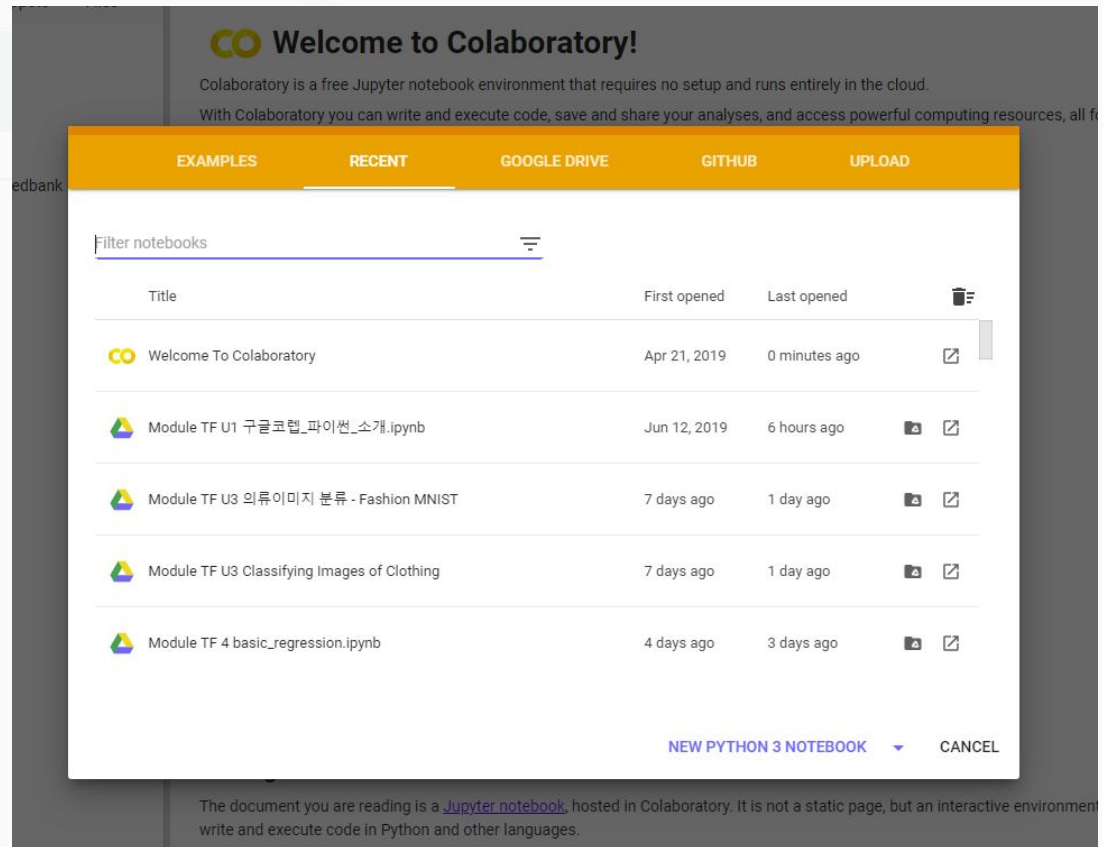 Welcome to Colaboratory!
Colaboratory is a free Jupyter notebook environment that requires no setup and runs entirely in the cloud.
With Colaboratory you can write and execute code, save and share your analyses, and access powerful computing resources, all
EXAMPLES RECENT GOOGLE DRIVE GITHUB UPLOAD
edbank
Filter notebooks
Title First opened Last opened
Welcome To Colaboratory Apr 21, 2019 0 minutes ago
Module TF U1 구글코렙_파이썬_소개.ipynb Jun 12, 2019 6 hours ago
Module TF U3 의류이미지 분류 - Fashion MNIST 7 days ago 1 day ago
Module TF U3 Classifying Images of Clothing 7 days ago 1 day ago
Module TF 4 basic_regression.ipynb 4 days ago 3 days ago
NEW PYTHON 3 NOTEBOOK CANCEL
The document you are reading is a Jupyter notebook, hosted in Colaboratory. It is not a static page, but an interactive environment
write and execute code in Python and other languages.